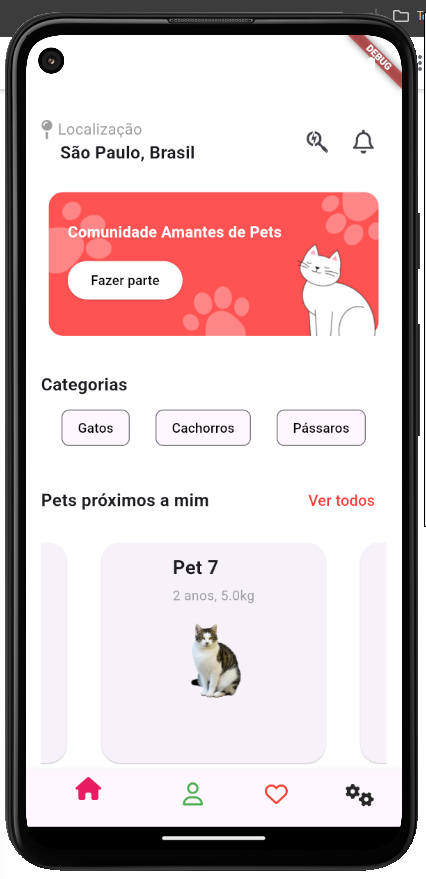 To
DEBUG
Localização
São Paulo, Brasil
Comunidade Amantes de Pets
Fazer parte
Categorias
Gatos
Cachorros
Pássaros
Pets próximos a mim
Ver todos
Pet 7
2 anos, 5.0kg